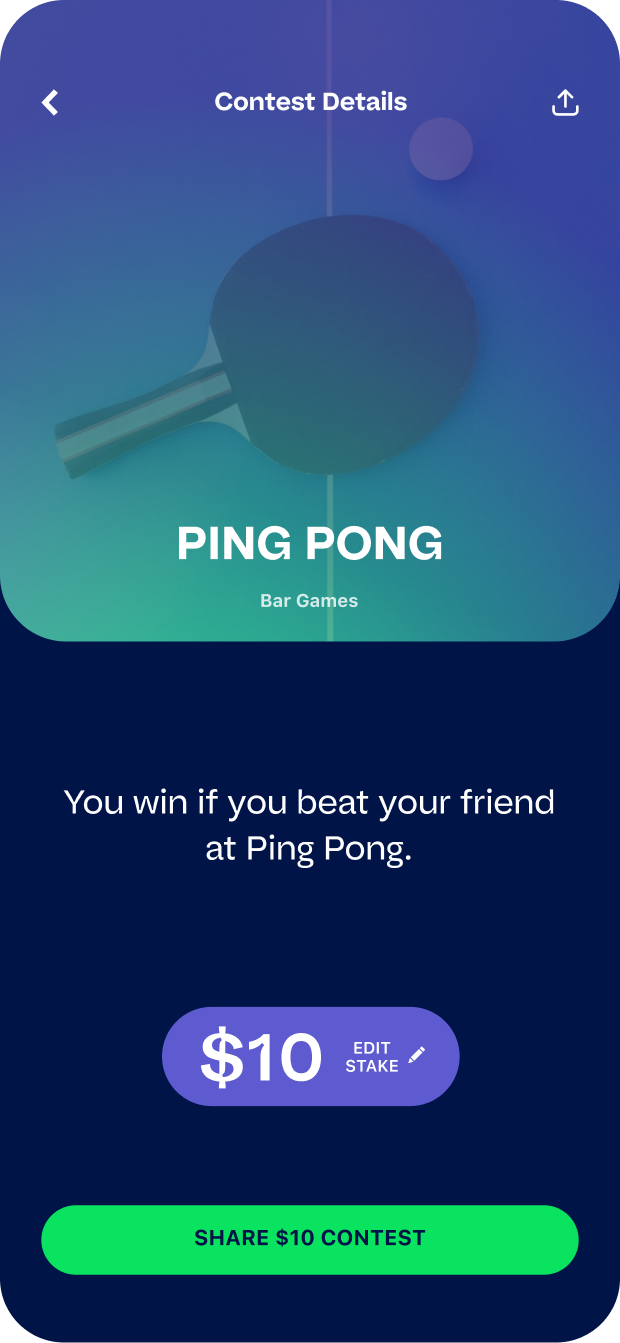 Contest Details
PING PONG
Bar Games
You win if you beat your friend
at Ping Pong.
$10
EDIT
STAKE
SHARE $10 CONTEST